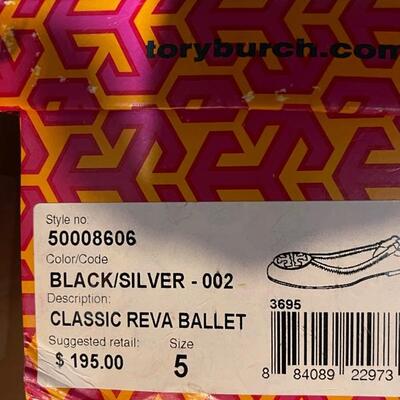 toryburch.com
Style no:
50008606
Color/Code
BLACK/SILVER - 002
Description:
CLASSIC REVA BALLET
Suggested retail: Size
$ 195.00 5
3695
8 84089 22973